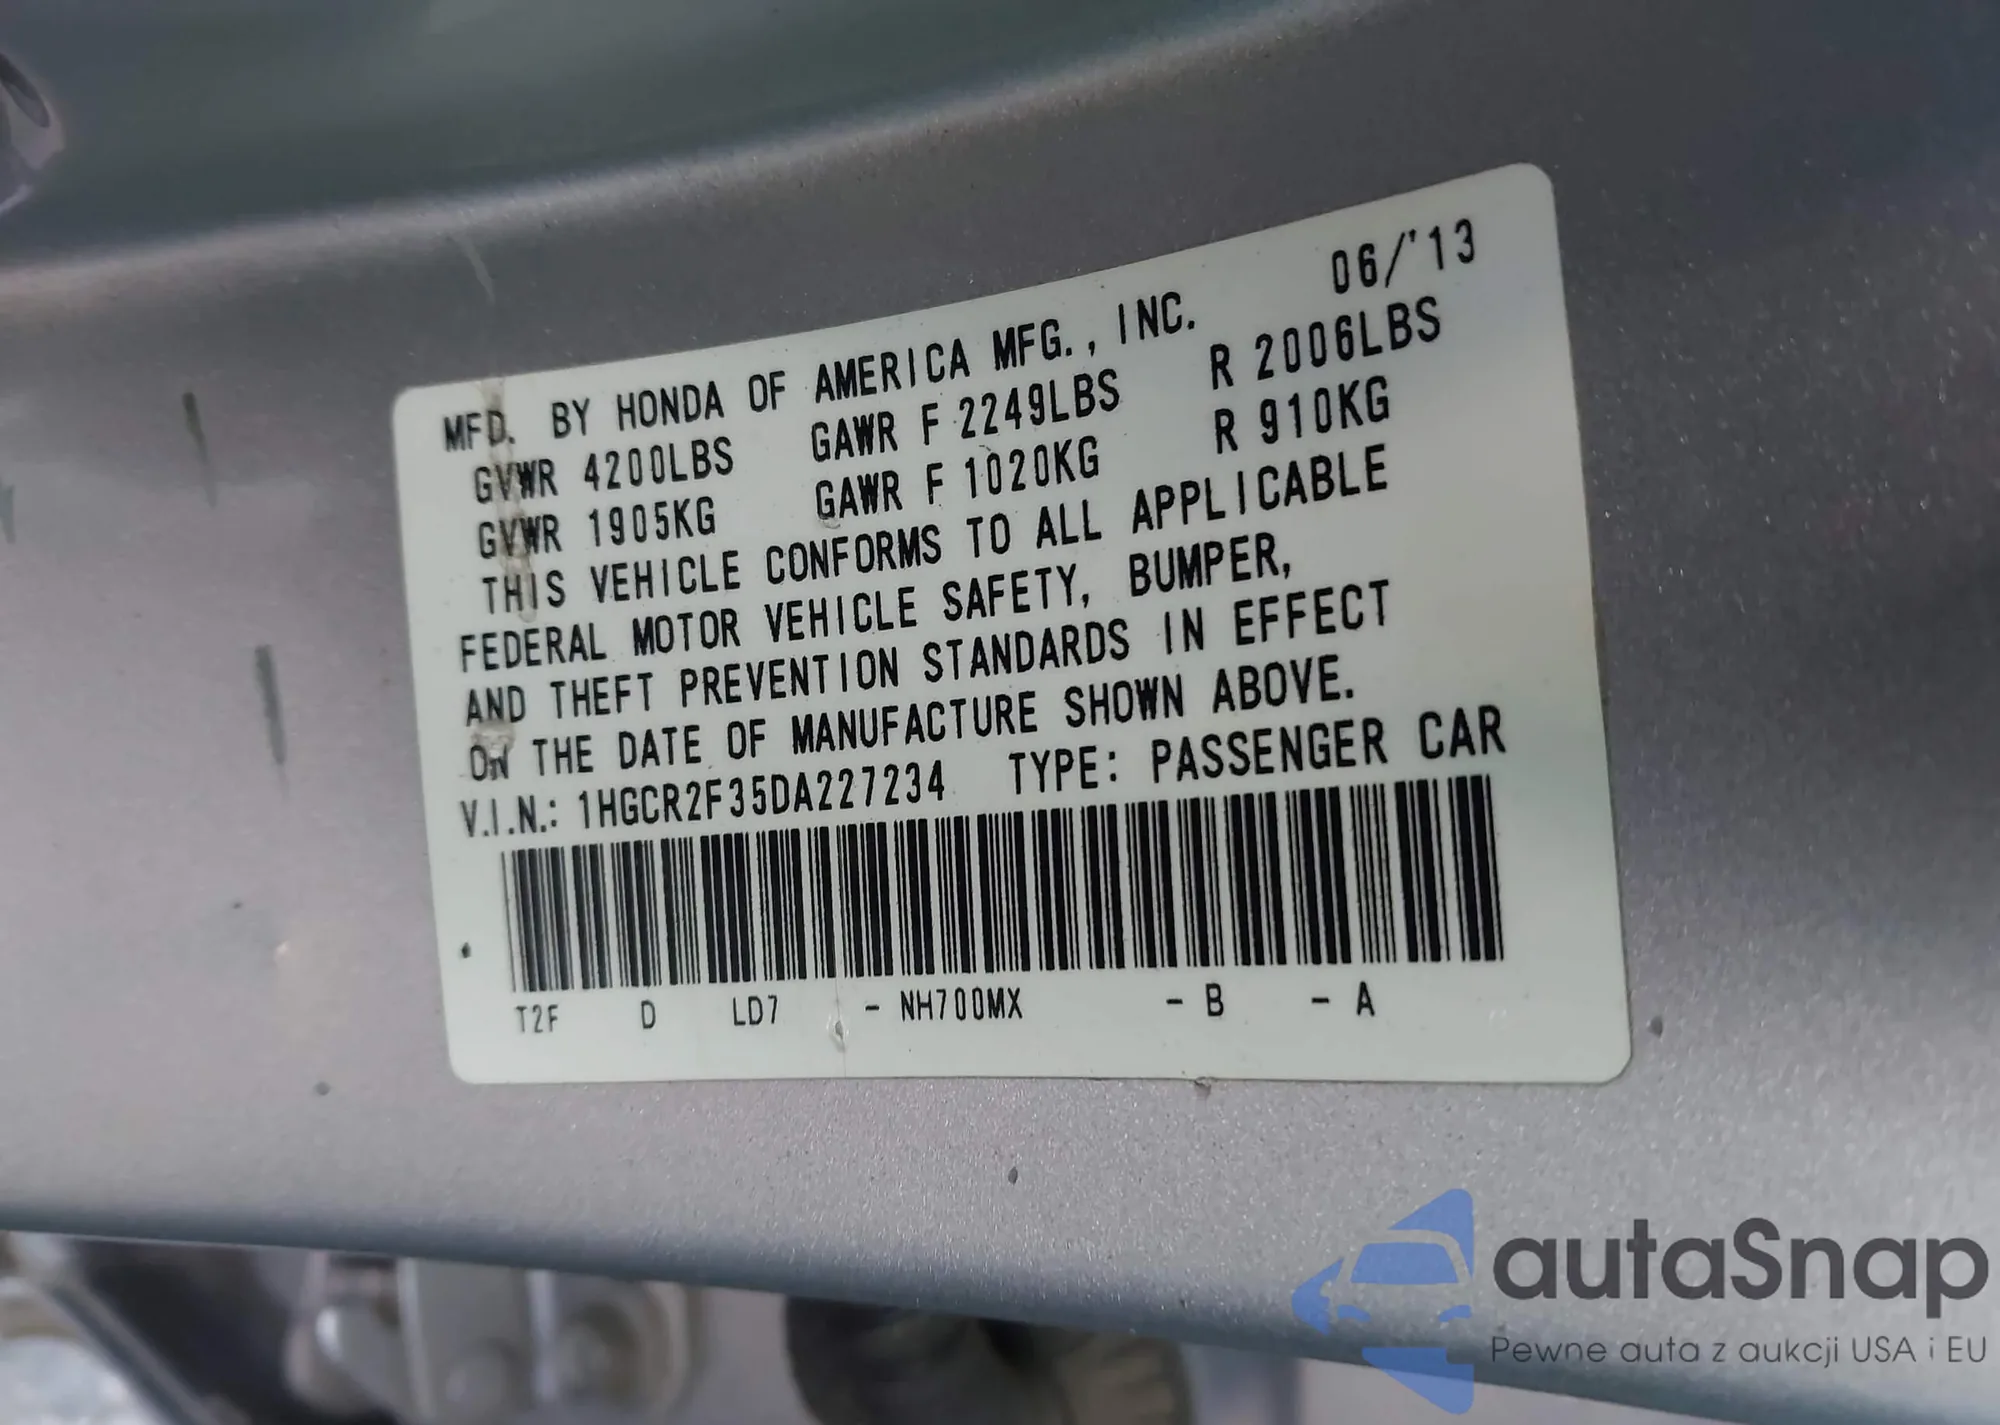 06/'13
MFD. BY HONDA OF AMERICA MFG., INC.
GVWR 4200LBS GAWR F 2249LBS R 2006LBS
GVWR 1905KG GAWR F 1020KG R 910KG
THIS VEHICLE CONFORMS TO ALL APPLICABLE
FEDERAL MOTOR VEHICLE SAFETY, BUMPER,
AND THEFT PREVENTION STANDARDS IN EFFECT
ON THE DATE OF MANUFACTURE SHOWN ABOVE.
V.I.N.: 1HGCR2F35DA227234 TYPE: PASSENGER CAR
T2F D LD7 - NH700MX - B - A
autaSnap
Pewne auta z aukcji USA i EU